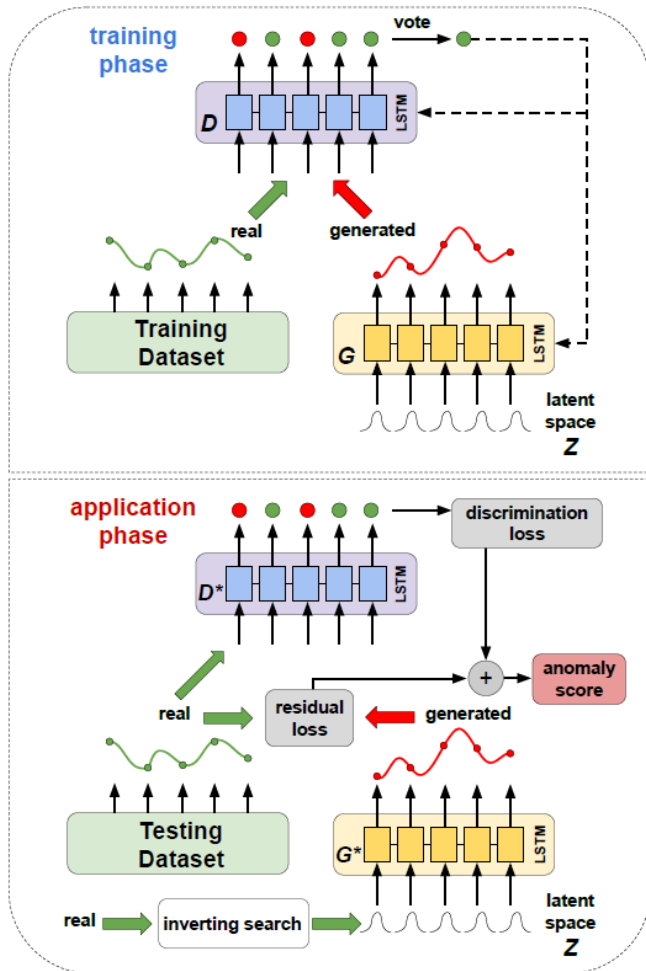 training
phase
vote
D
LSTM
real
generated
Training
Dataset
G
LSTM
latent
space
Z
application
phase
discrimination
loss
D*
LSTM
+
anomaly
score
real
residual
loss
generated
Testing
Dataset
G*
LSTM
real
inverting search
latent
space
Z